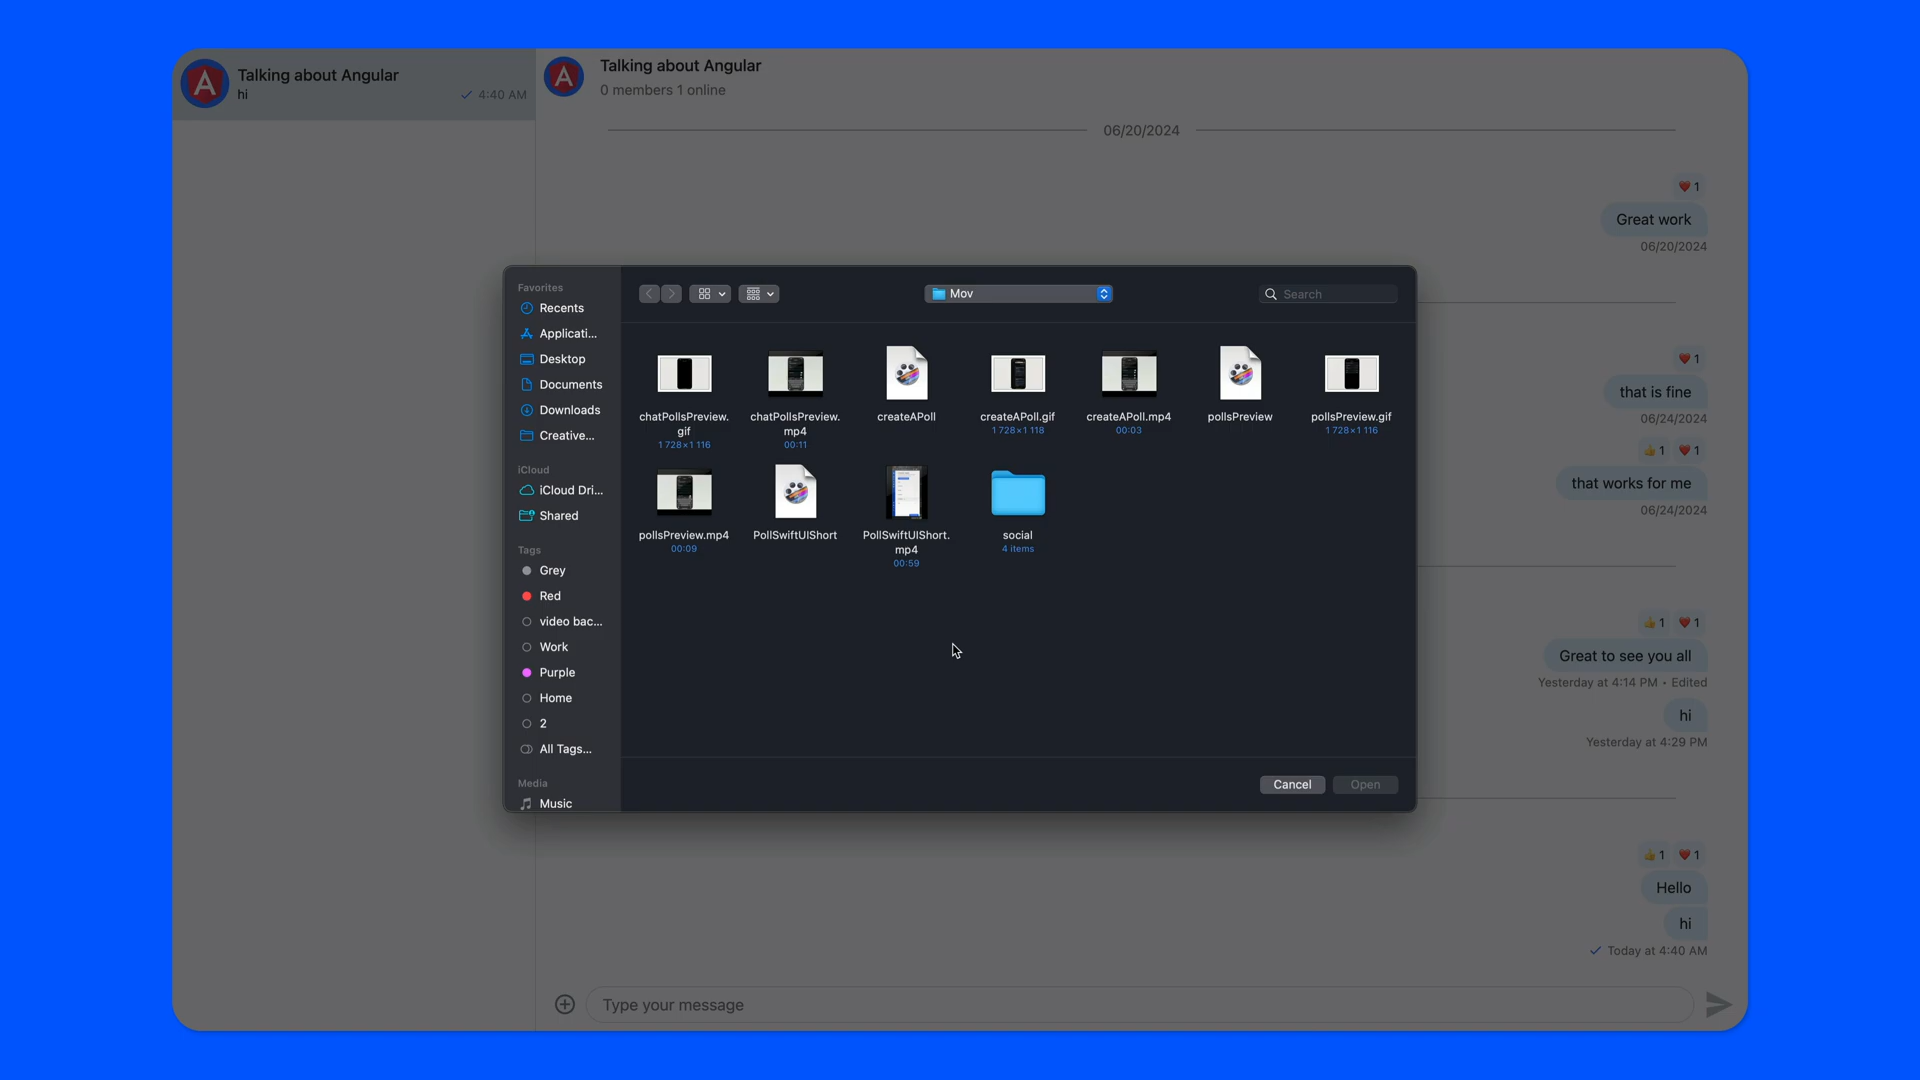 Talking about Angular
hi
4:40 AM
Talking about Angular
0 members 1 online
06/20/2024
❤️ 1
Great work
06/20/2024
❤️ 1
that is fine
06/24/2024
👍 1 ❤️ 1
that works for me
06/24/2024
👍 1 ❤️ 1
Great to see you all
Yesterday at 4:14 PM • Edited
hi
Yesterday at 4:29 PM
👍 1 ❤️ 1
Hello
hi
Today at 4:40 AM
Type your message
Favorites
Recents
Applicati...
Desktop
Documents
Downloads
Creative...
iCloud
iCloud Dri...
Shared
Tags
Grey
Red
video bac...
Work
Purple
Home
2
All Tags...
Media
Music
Mov
Search
chatPollsPreview.
gif
1 728×1 116
chatPollsPreview.
mp4
00:11
createAPoll
createAPoll.gif
1 728×1 118
createAPoll.mp4
00:03
pollsPreview
pollsPreview.gif
1 728×1 116
pollsPreview.mp4
00:09
PollSwiftUIShort
PollSwiftUIShort.
mp4
00:59
social
4 items
Cancel
Open